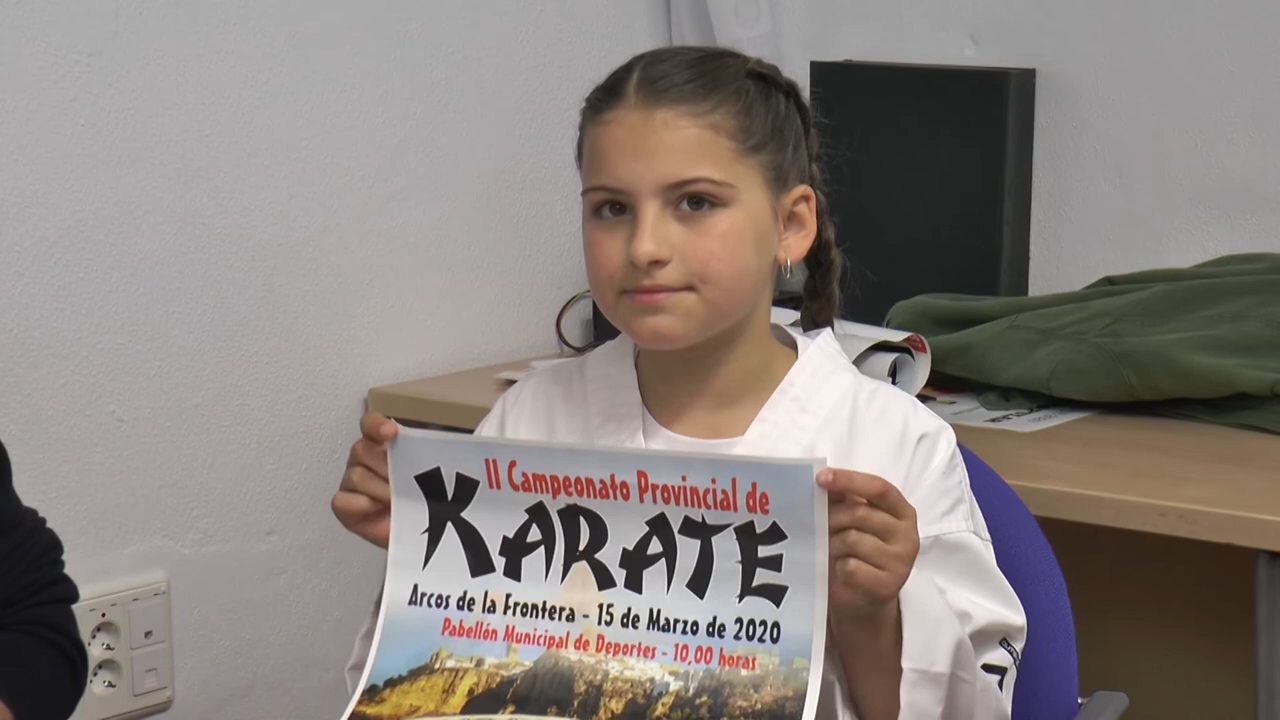 II Campeonato Provincial de
KARATE
Arcos de la Frontera - 15 de Marzo de 2020
Pabellón Municipal de Deportes - 10,00 horas